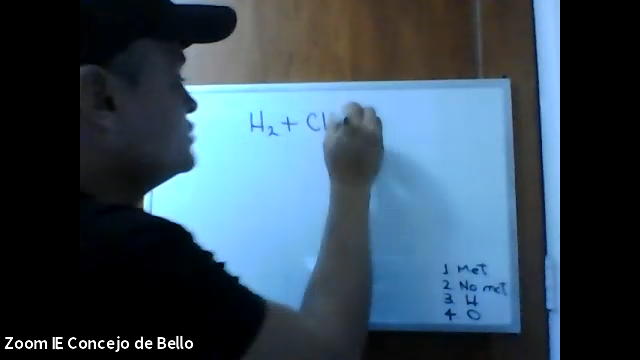 H₂ + Cl
1 Met
2 No met
3 H
4 O
Zoom IE Concejo de Bello